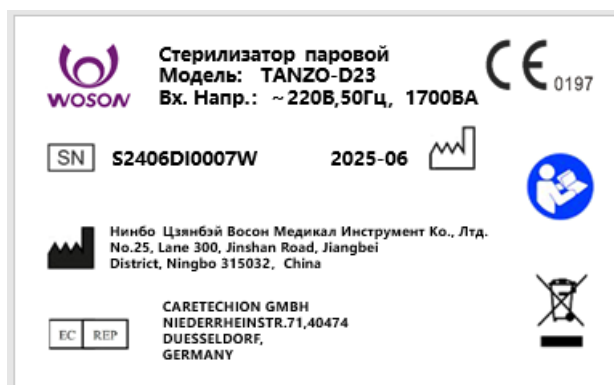 WOSON
Стерилизатор паровой
Модель: TANZO-D23
Вх. Напр.: ~220В,50Гц, 1700ВА
CE 0197
SN S2406DI0007W 2025-06
Нинбо Цзянбэй Восон Медикал Инструмент Ко., Лтд.
No.25, Lane 300, Jinshan Road, Jiangbei
District, Ningbo 315032, China
EC REP
CARETECHION GMBH
NIEDERRHEINSTR.71,40474
DUESSELDORF,
GERMANY